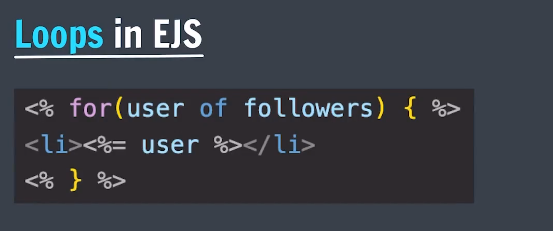 Loops in EJS
<% for(user of followers) { %>
<li><%= user %></li>
<% } %>